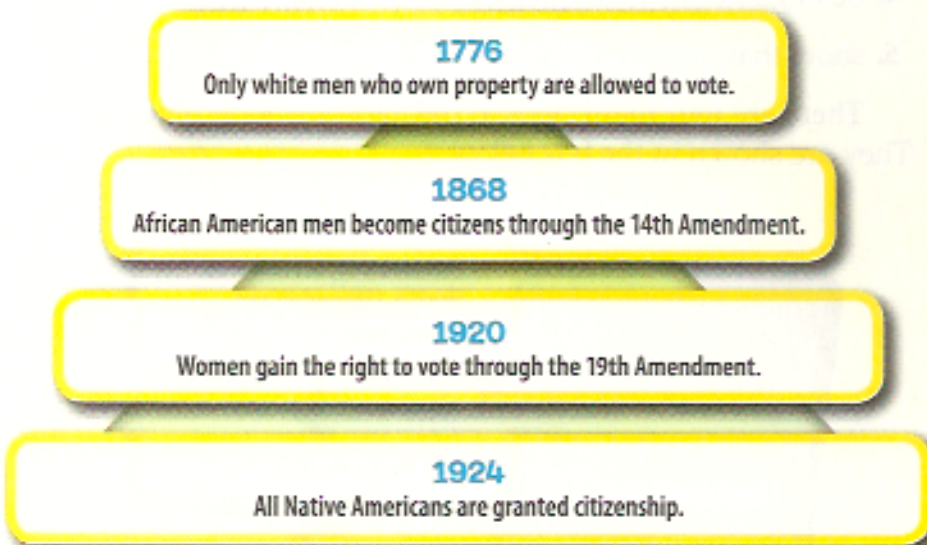 1776
Only white men who own property are allowed to vote.
1868
African American men become citizens through the 14th Amendment.
1920
Women gain the right to vote through the 19th Amendment.
1924
All Native Americans are granted citizenship.